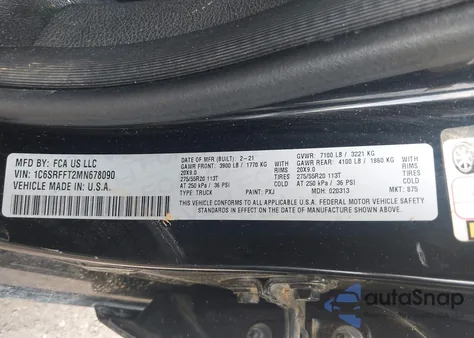 MFD BY: FCA US LLC
VIN: 1C6SRFFT2MN678090
VEHICLE MADE IN: U.S.A.
DATE OF MFR (BUILT): 2-21 GVWR: 7100 LB / 3221 KG
GAWR FRONT: 3900 LB / 1770 KG GAWR REAR: 4100 LB / 1860 KG
20X9.0 RIMS 20X9.0 RIMS
275/55R20 113T TIRES 275/55R20 113T TIRES
AT 250 kPa / 36 PSI AT 250 kPa / 36 PSI
TYPE: TRUCK PAINT: PXJ MDH: 020313 MKT: 875
THIS VEHICLE CONFORMS TO ALL APPLICABLE U.S.A. FEDERAL MOTOR VEHICLE
SAFETY STANDARDS IN EFFECT ON THE DATE OF MANUFACTURE SHOWN ABOVE.
autoSnap